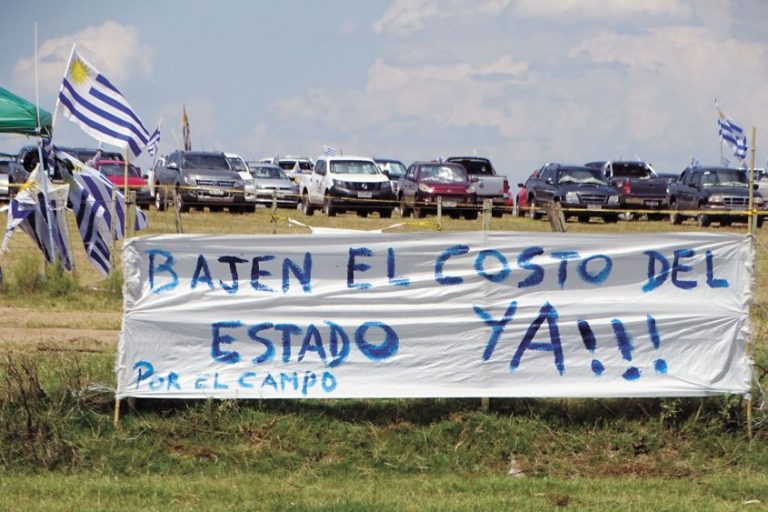 BAJEN EL COSTO DEL
ESTADO YA!!!
POR EL CAMPO